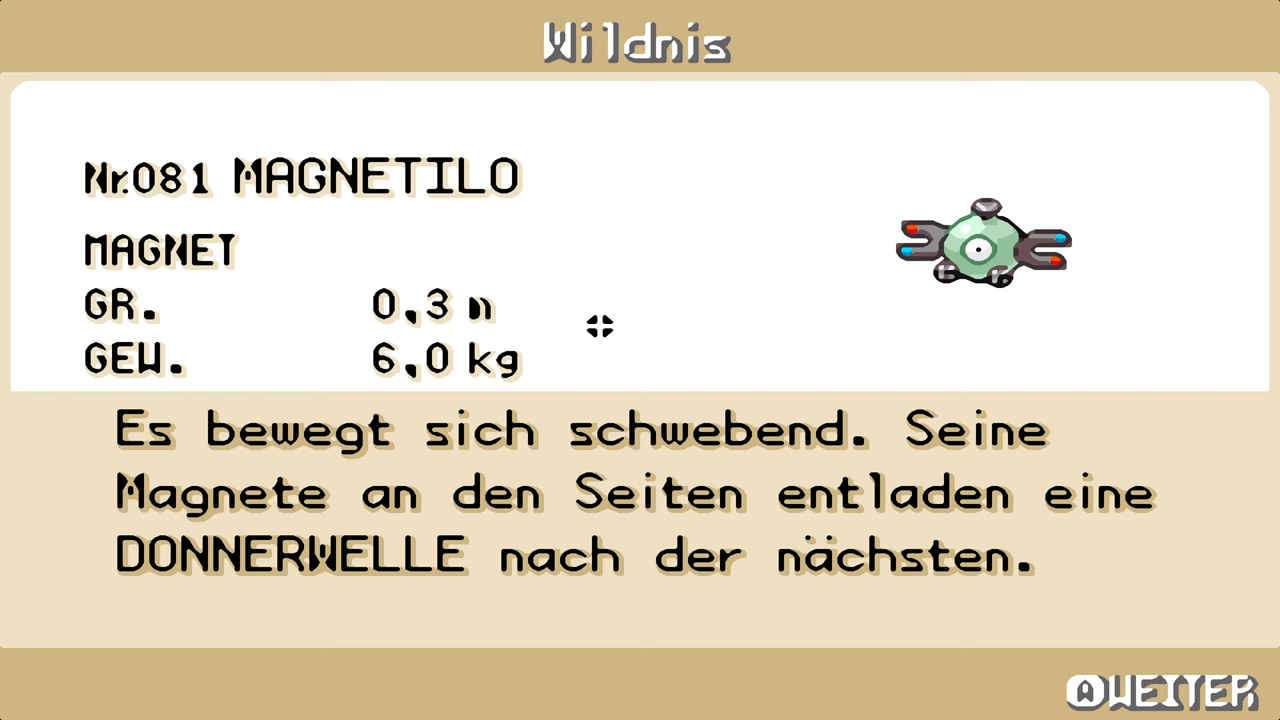 Wildnis
Nr.081 MAGNETILO
MAGNET
GR. 0,3 m
GEW. 6,0 kg
Es bewegt sich schwebend. Seine
Magnete an den Seiten entladen eine
DONNERWELLE nach der nächsten.
A WEITER